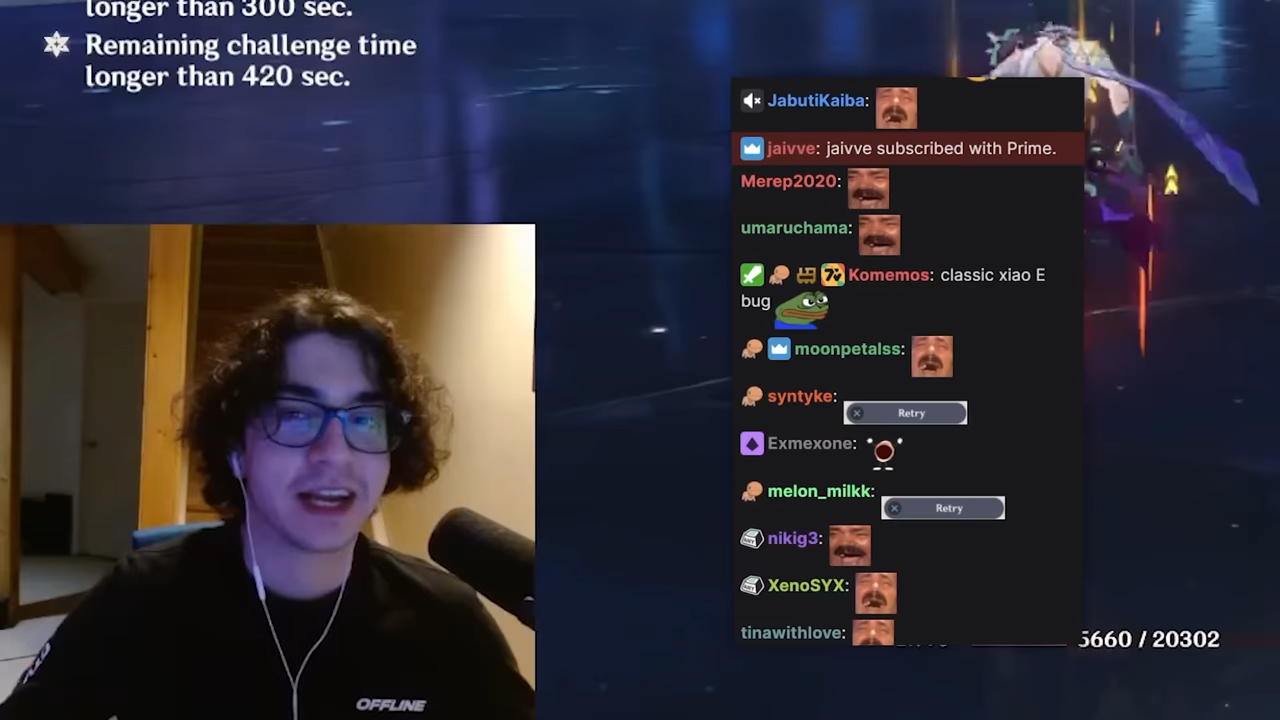 longer than 300 sec.
Remaining challenge time
longer than 420 sec.
JabutiKaiba:
jaivve: jaivve subscribed with Prime.
Merep2020:
umaruchama:
Komemos: classic xiao E
bug
moonpetalss:
syntyke:
Retry
Exmexone:
melon_milkk:
Retry
nikig3:
XenoSYX:
tinawithlove:
5660 / 20302
OFFLINE